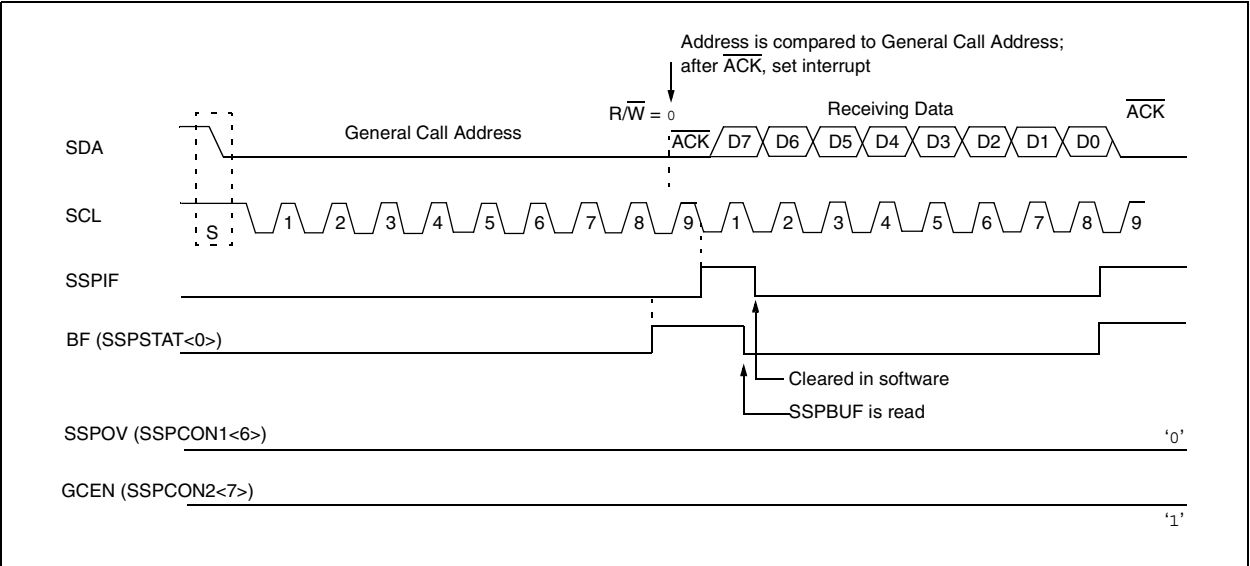 Address is compared to General Call Address;
after ACK, set interrupt
R/W = 0
Receiving Data
ACK
General Call Address
SDA
ACK D7 D6 D5 D4 D3 D2 D1 D0
SCL
S
1 2 3 4 5 6 7 8 9 1 2 3 4 5 6 7 8 9
SSPIF
BF (SSPSTAT<0>)
Cleared in software
SSPBUF is read
SSPOV (SSPCON1<6>)
‘0’
GCEN (SSPCON2<7>)
‘1’